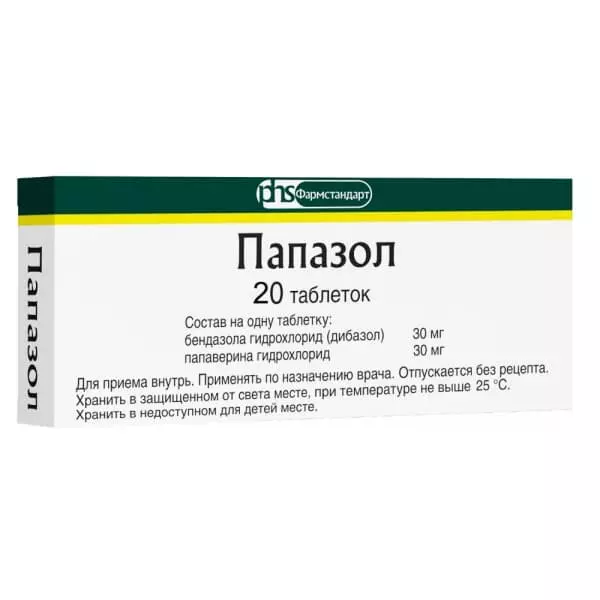 phs Фармстандарт
Папазол
20 таблеток
Состав на одну таблетку:
бендазола гидрохлорид (дибазол) 30 мг
папаверина гидрохлорид 30 мг
Для приема внутрь. Применять по назначению врача. Отпускается без рецепта.
Хранить в защищенном от света месте, при температуре не выше 25 °C.
Хранить в недоступном для детей месте.
Папазол